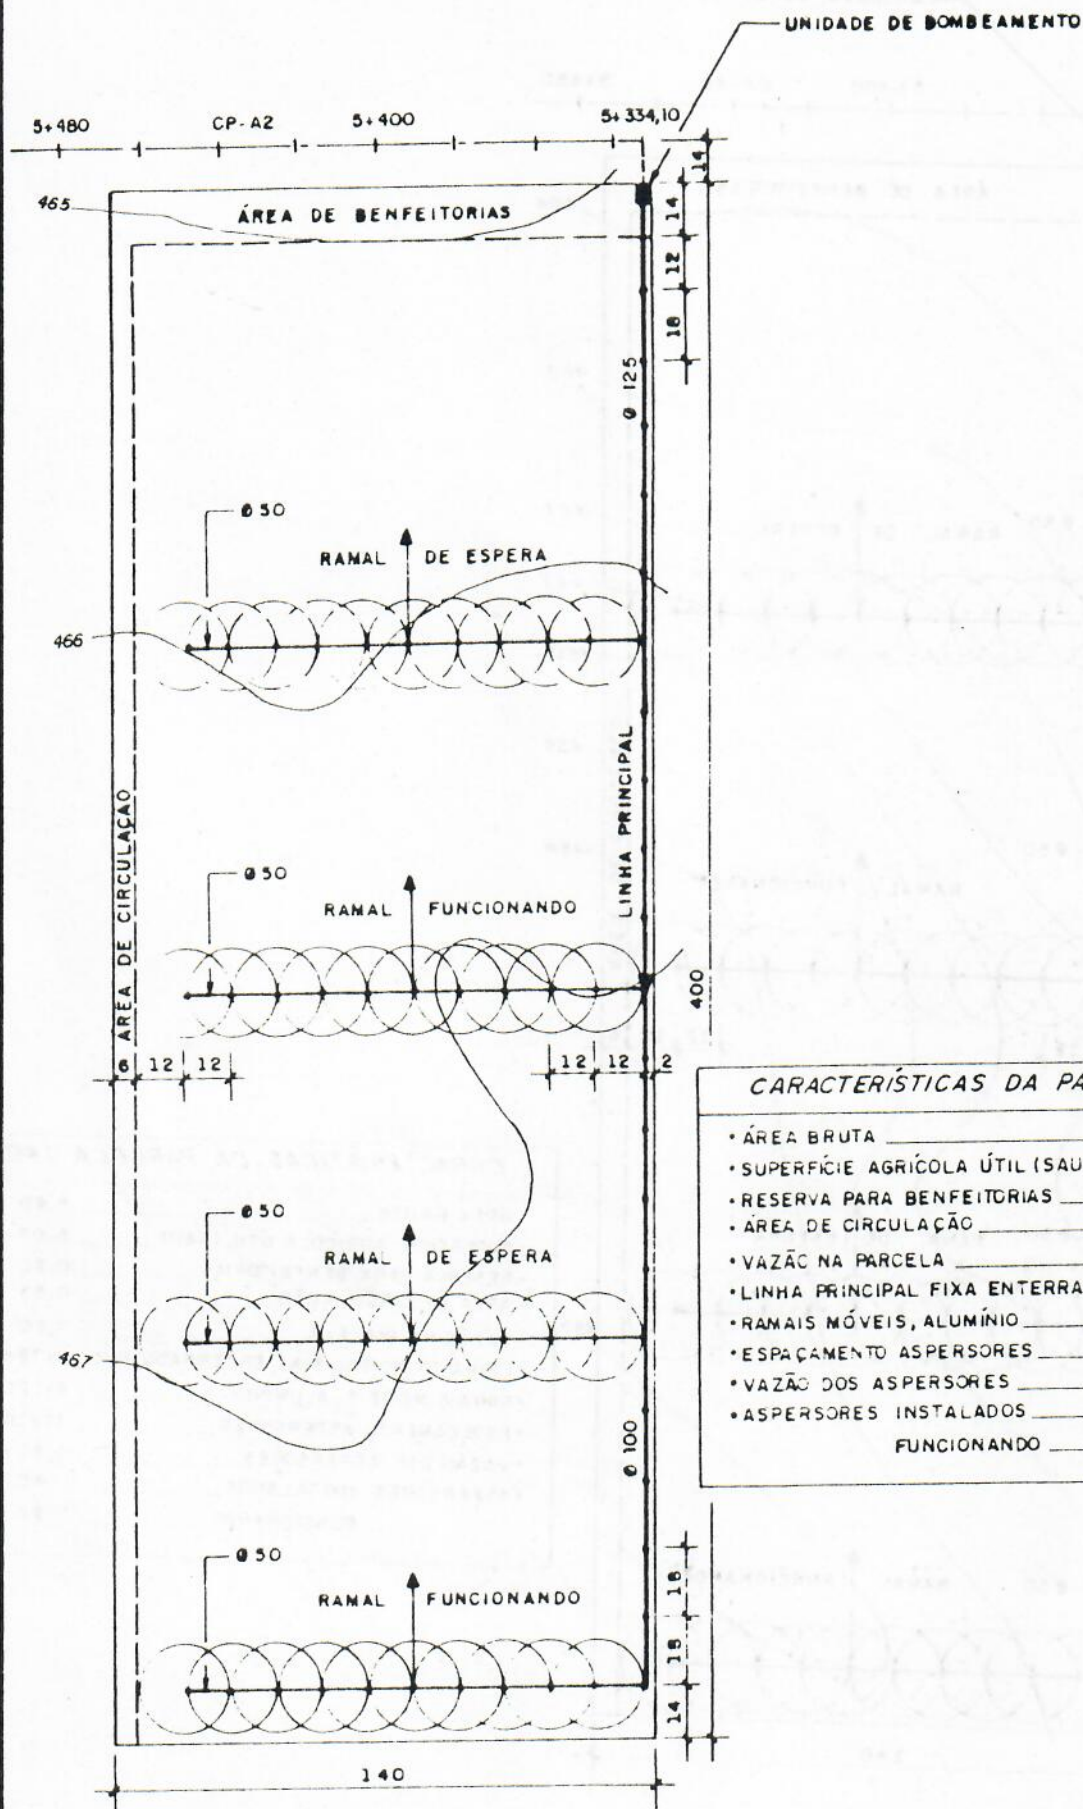 UNIDADE DE BOMBEAMENTO
5+480 CP-A2 5+400 5+334,10
14
465
ÁREA DE BENFEITORIAS
14
12
18
Ø 125
Ø50
RAMAL DE ESPERA
466
LINHA PRINCIPAL
ÁREA DE CIRCULAÇÃO
Ø50
RAMAL FUNCIONANDO
400
6 12 12 12 12 2
CARACTERÍSTICAS DA PA
• ÁREA BRUTA
• SUPERFÍCIE AGRÍCOLA ÚTIL (SAU
• RESERVA PARA BENFEITORIAS
• ÁREA DE CIRCULAÇÃO
• VAZÃO NA PARCELA
• LINHA PRINCIPAL FIXA ENTERRA
• RAMAIS MÓVEIS, ALUMÍNIO
• ESPAÇAMENTO ASPERSORES
• VAZÃO DOS ASPERSORES
• ASPERSORES INSTALADOS
FUNCIONANDO
Ø50
RAMAL DE ESPERA
467
Ø 100
Ø50
RAMAL FUNCIONANDO
18
18
14
140